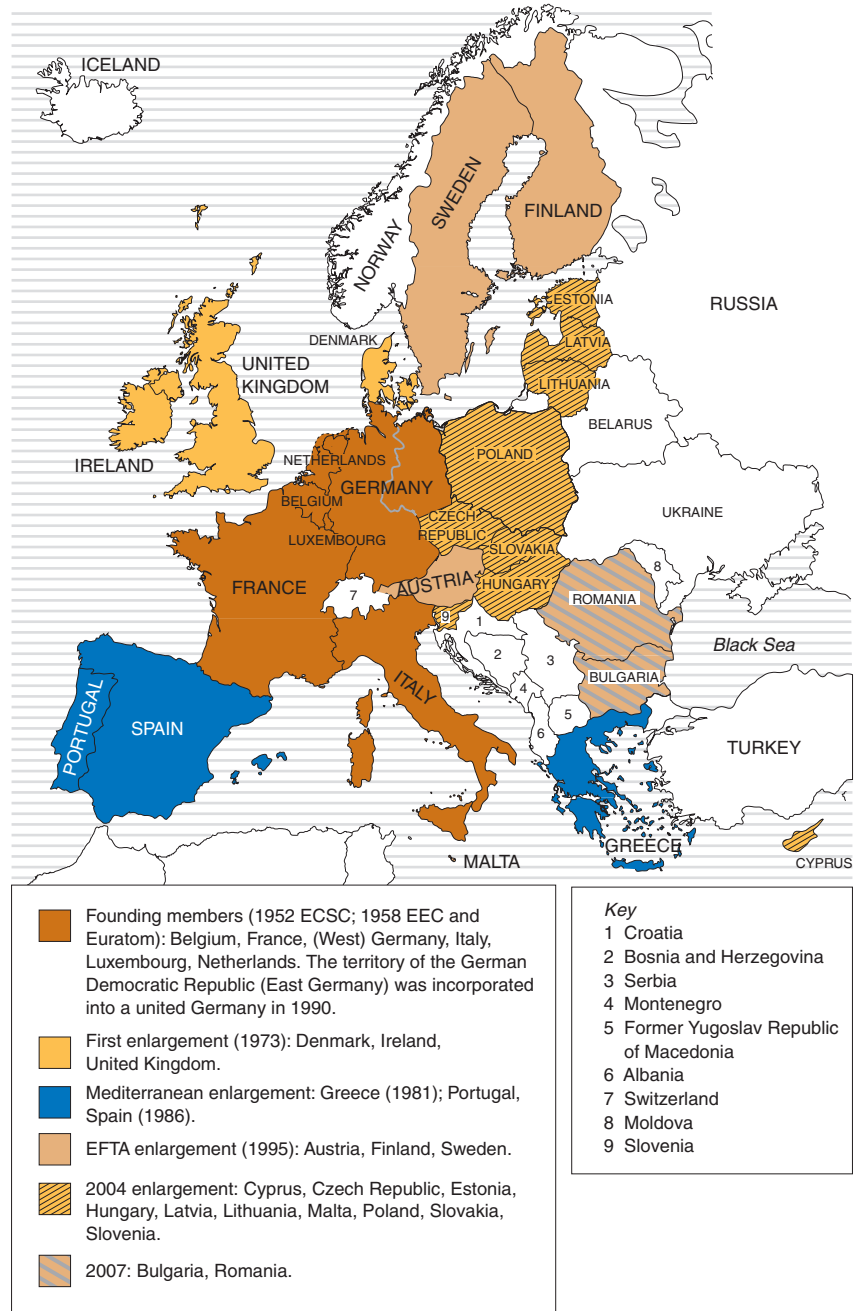 ICELAND
SWEDEN
FINLAND
NORWAY
ESTONIA
RUSSIA
DENMARK
LATVIA
UNITED
KINGDOM
LITHUANIA
BELARUS
IRELAND
NETHERLANDS
POLAND
GERMANY
BELGIUM
UKRAINE
CZECH
REPUBLIC
LUXEMBOURG
SLOVAKIA
8
FRANCE
7
AUSTRIA
HUNGARY
ROMANIA
9
1
2
3
Black Sea
ITALY
4
BULGARIA
PORTUGAL
SPAIN
5
6
TURKEY
GREECE
MALTA
CYPRUS
Founding members (1952 ECSC; 1958 EEC and
Euratom): Belgium, France, (West) Germany, Italy,
Luxembourg, Netherlands. The territory of the German
Democratic Republic (East Germany) was incorporated
into a united Germany in 1990.
First enlargement (1973): Denmark, Ireland,
United Kingdom.
Mediterranean enlargement: Greece (1981); Portugal,
Spain (1986).
EFTA enlargement (1995): Austria, Finland, Sweden.
2004 enlargement: Cyprus, Czech Republic, Estonia,
Hungary, Latvia, Lithuania, Malta, Poland, Slovakia,
Slovenia.
2007: Bulgaria, Romania.
Key
1 Croatia
2 Bosnia and Herzegovina
3 Serbia
4 Montenegro
5 Former Yugoslav Republic
of Macedonia
6 Albania
7 Switzerland
8 Moldova
9 Slovenia